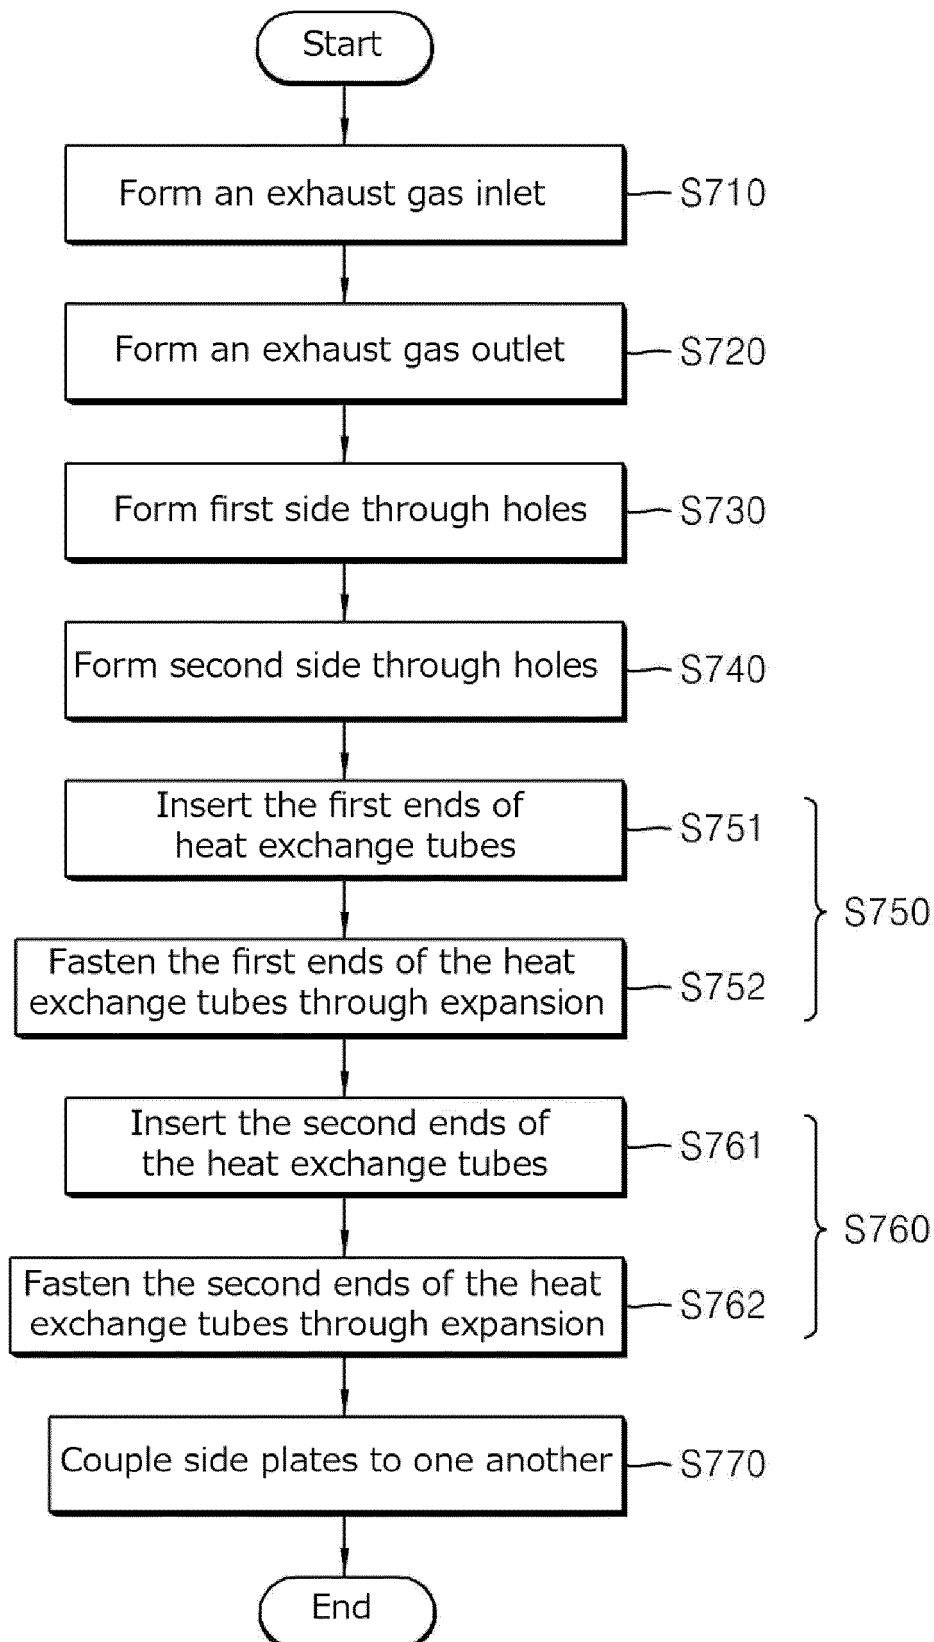 Start
Form an exhaust gas inlet
S710
Form an exhaust gas outlet
S720
Form first side through holes
S730
Form second side through holes
S740
Insert the first ends of
heat exchange tubes
S751
Fasten the first ends of the heat
exchange tubes through expansion
S752
S750
Insert the second ends of
the heat exchange tubes
S761
Fasten the second ends of the heat
exchange tubes through expansion
S762
S760
Couple side plates to one another
S770
End